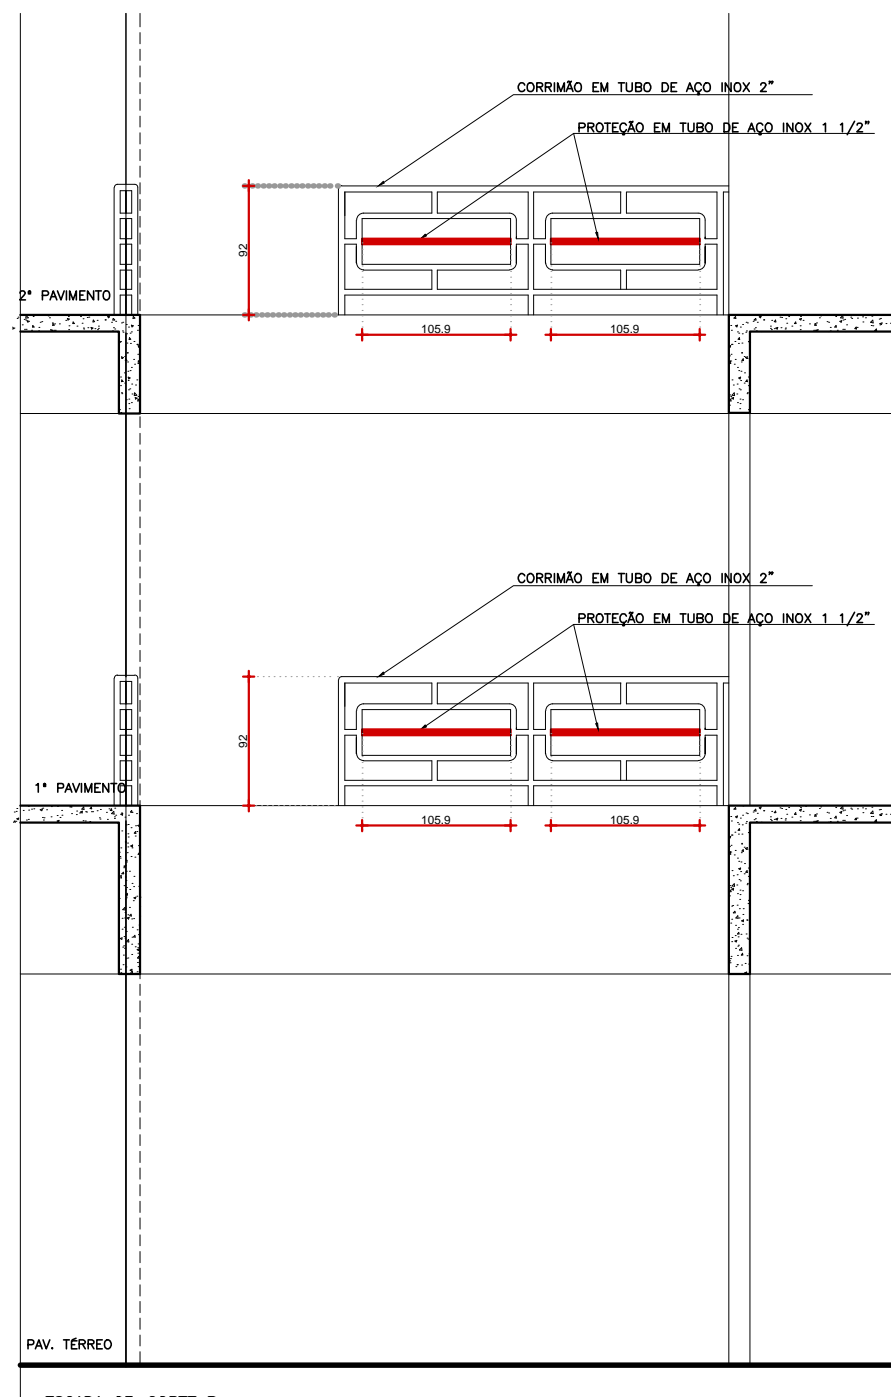 CORRIMÃO EM TUBO DE AÇO INOX 2"
PROTEÇÃO EM TUBO DE AÇO INOX 1 1/2"
92
2° PAVIMENTO
105.9 105.9
CORRIMÃO EM TUBO DE AÇO INOX 2"
PROTEÇÃO EM TUBO DE AÇO INOX 1 1/2"
92
1° PAVIMENTO
105.9 105.9
PAV. TÉRREO